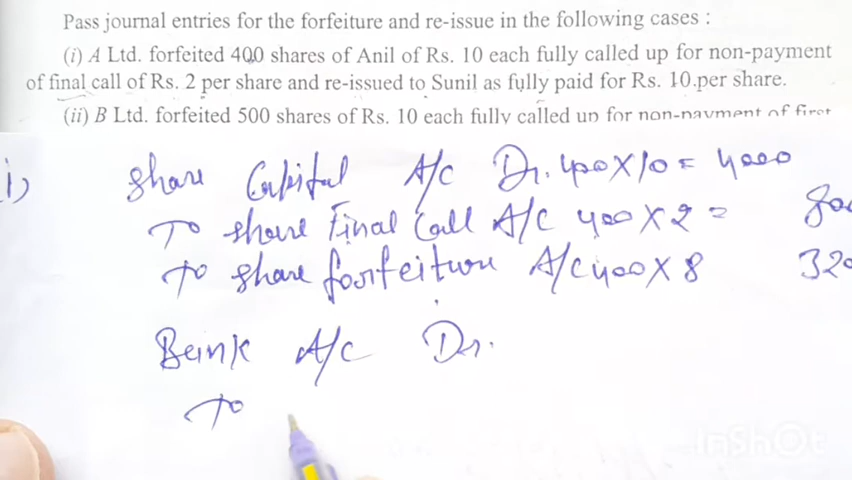 Pass journal entries for the forfeiture and re-issue in the following cases :
(i) A Ltd. forfeited 400 shares of Anil of Rs. 10 each fully called up for non-payment
of final call of Rs. 2 per share and re-issued to Sunil as fully paid for Rs. 10 per share.
(ii) B Ltd. forfeited 500 shares of Rs. 10 each fully called up for non-payment of first
i) Share Capital A/C Dr. 400X10 = 4000
To share Final Call A/C 400 X 2 = 800
To share forfeiture A/C 400 X 8 320
Bank A/C Dr.
To
InShOt